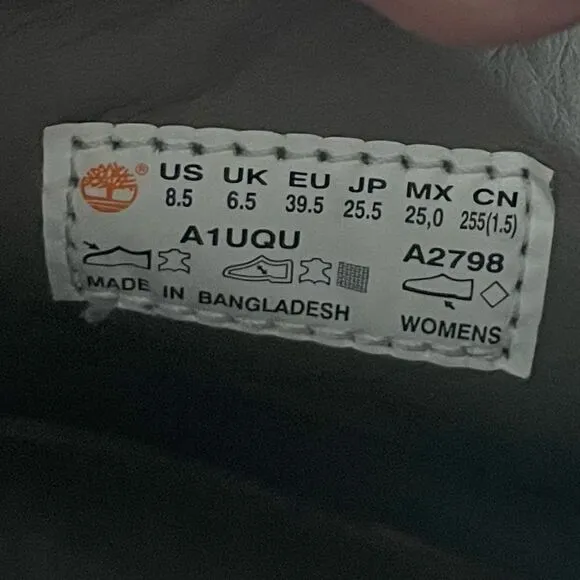 ® US UK EU JP MX CN
8.5 6.5 39.5 25.5 25,0 255(1.5)
A1UQU A2798
MADE IN BANGLADESH WOMENS